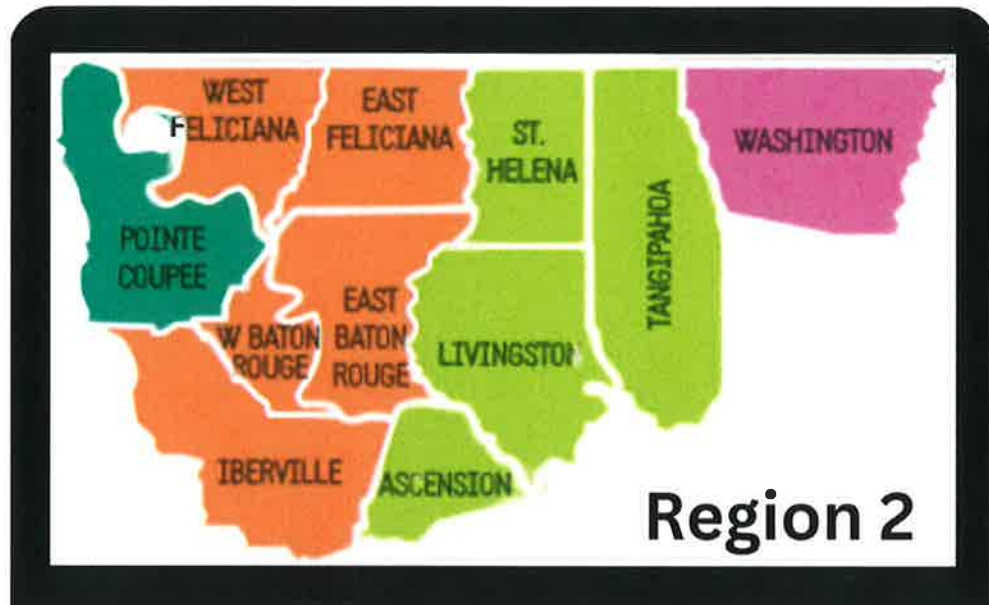 WEST
FELICIANA
EAST
FELICIANA
ST.
HELENA
TANGIPAHOA
WASHINGTON
POINTE
COUPEE
W BATON
ROUGE
EAST
BATON
ROUGE
LIVINGSTON
IBERVILLE
ASCENSION
Region 2